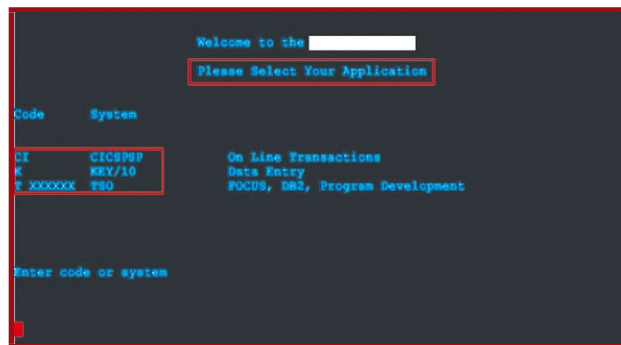 Welcome to the
Please Select Your Application
Code System
CI CICSPSP On Line Transactions
K KEY/10 Data Entry
T XXXXXX TSO FOCUS, DB2, Program Development
Enter code or system